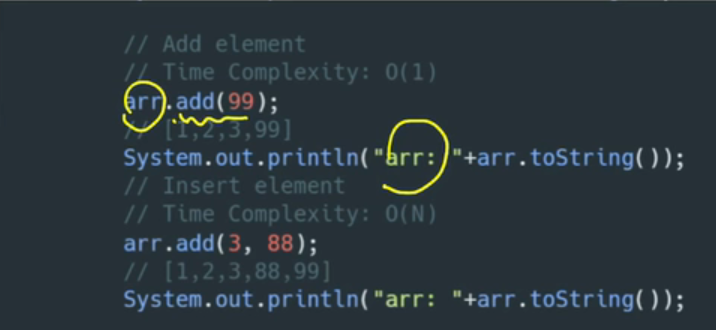 // Add element
// Time Complexity: O(1)
arr.add(99);
// [1,2,3,99]
System.out.println("arr: "+arr.toString());
// Insert element
// Time Complexity: O(N)
arr.add(3, 88);
// [1,2,3,88,99]
System.out.println("arr: "+arr.toString());